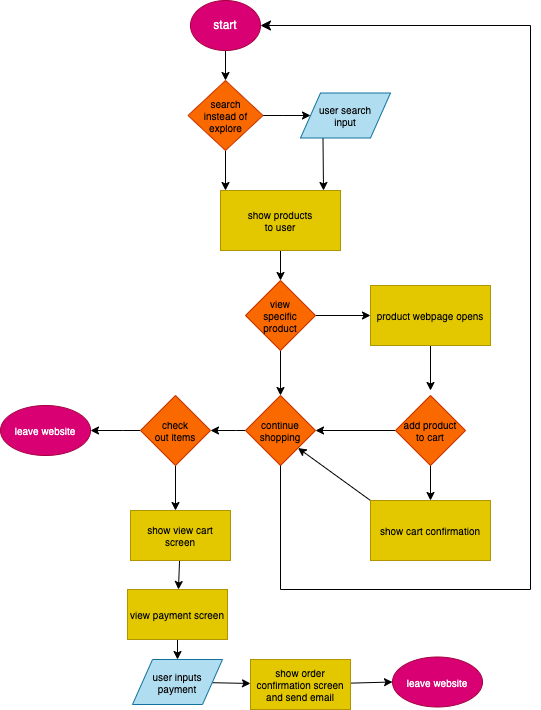 start
search
instead of
explore
user search
input
show products
to user
view
specific
product
product webpage opens
leave website
check
out items
continue
shopping
add product
to cart
show view cart
screen
show cart confirmation
view payment screen
user inputs
payment
show order
confirmation screen
and send email
leave website